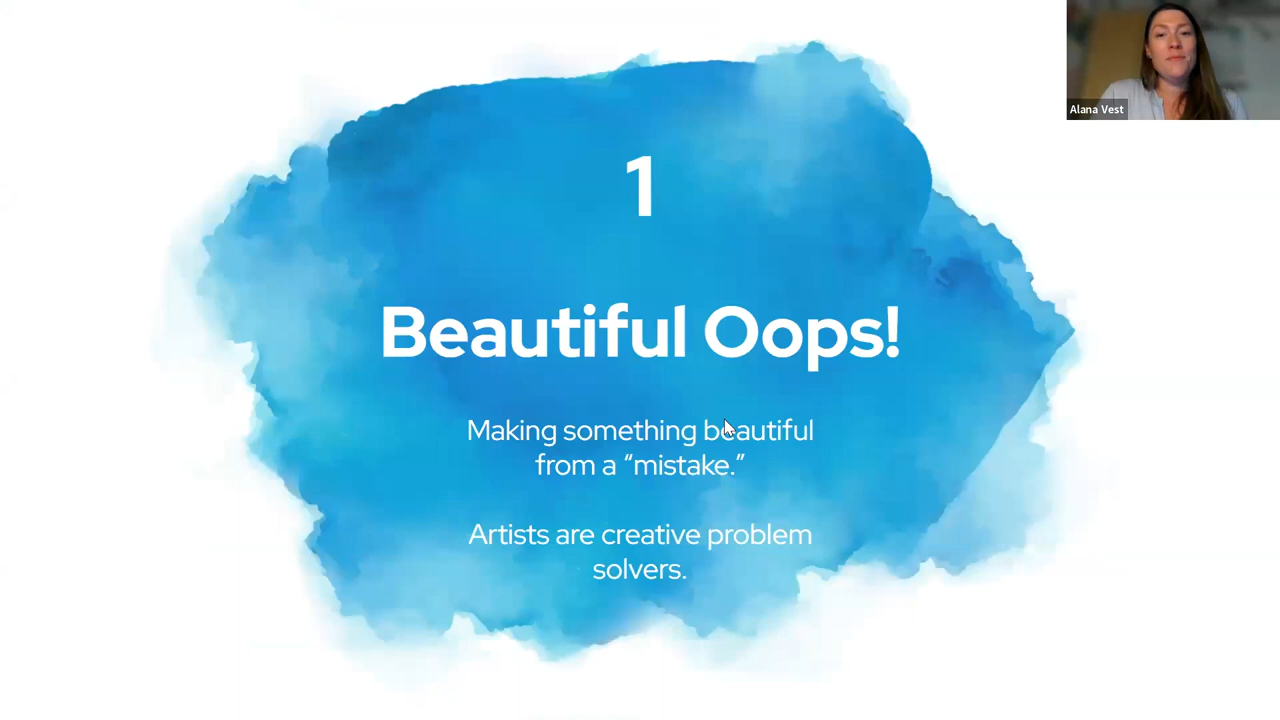 Alana Vest
1
Beautiful Oops!
Making something beautiful
from a “mistake.”
Artists are creative problem
solvers.